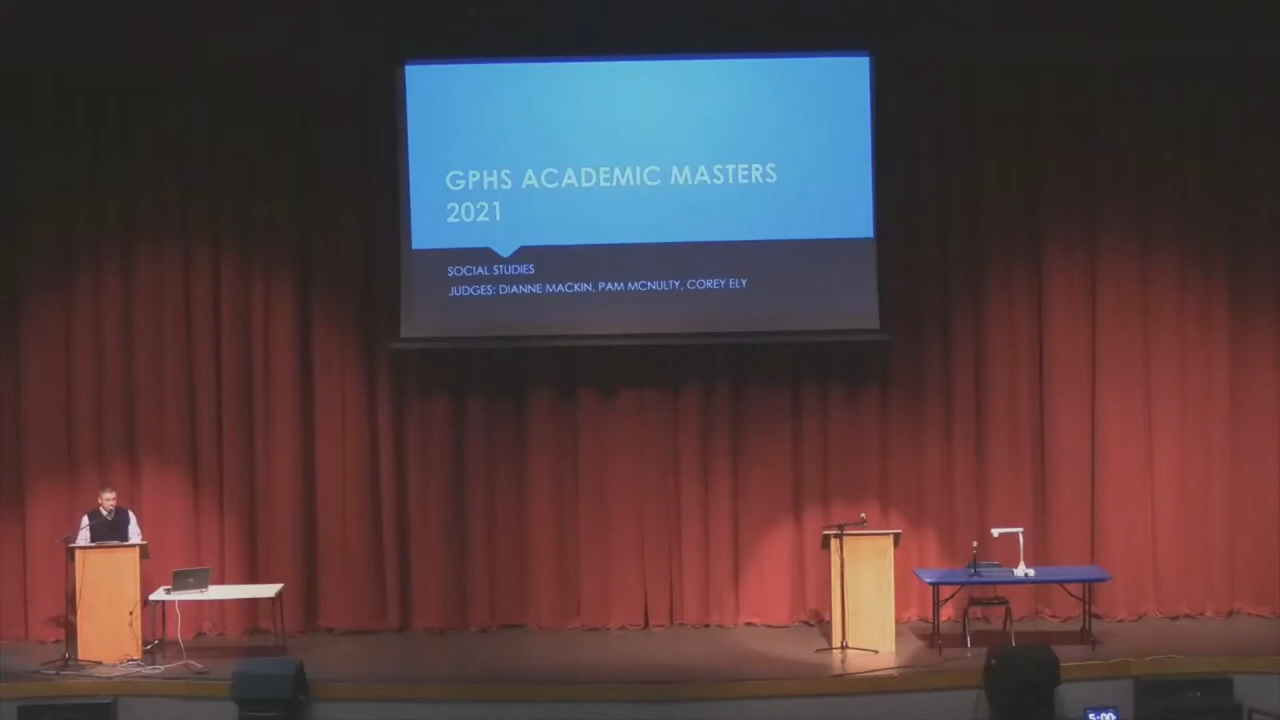 GPHS ACADEMIC MASTERS
2021
SOCIAL STUDIES
JUDGES: DIANNE MACKIN, PAM MCNULTY, COREY ELY
5:00